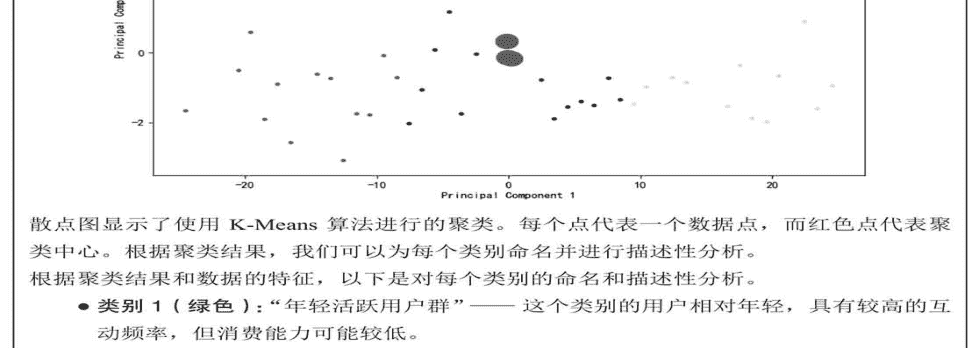 Principal Compo
0
−2
−20
−10
0
10
20
Principal Component 1
散点图显示了使用 K-Means 算法进行的聚类。每个点代表一个数据点，而红色点代表聚
类中心。根据聚类结果，我们可以为每个类别命名并进行描述性分析。
根据聚类结果和数据的特征，以下是对每个类别的命名和描述性分析。
● 类别 1（绿色）：“年轻活跃用户群”—— 这个类别的用户相对年轻，具有较高的互
动频率，但消费能力可能较低。